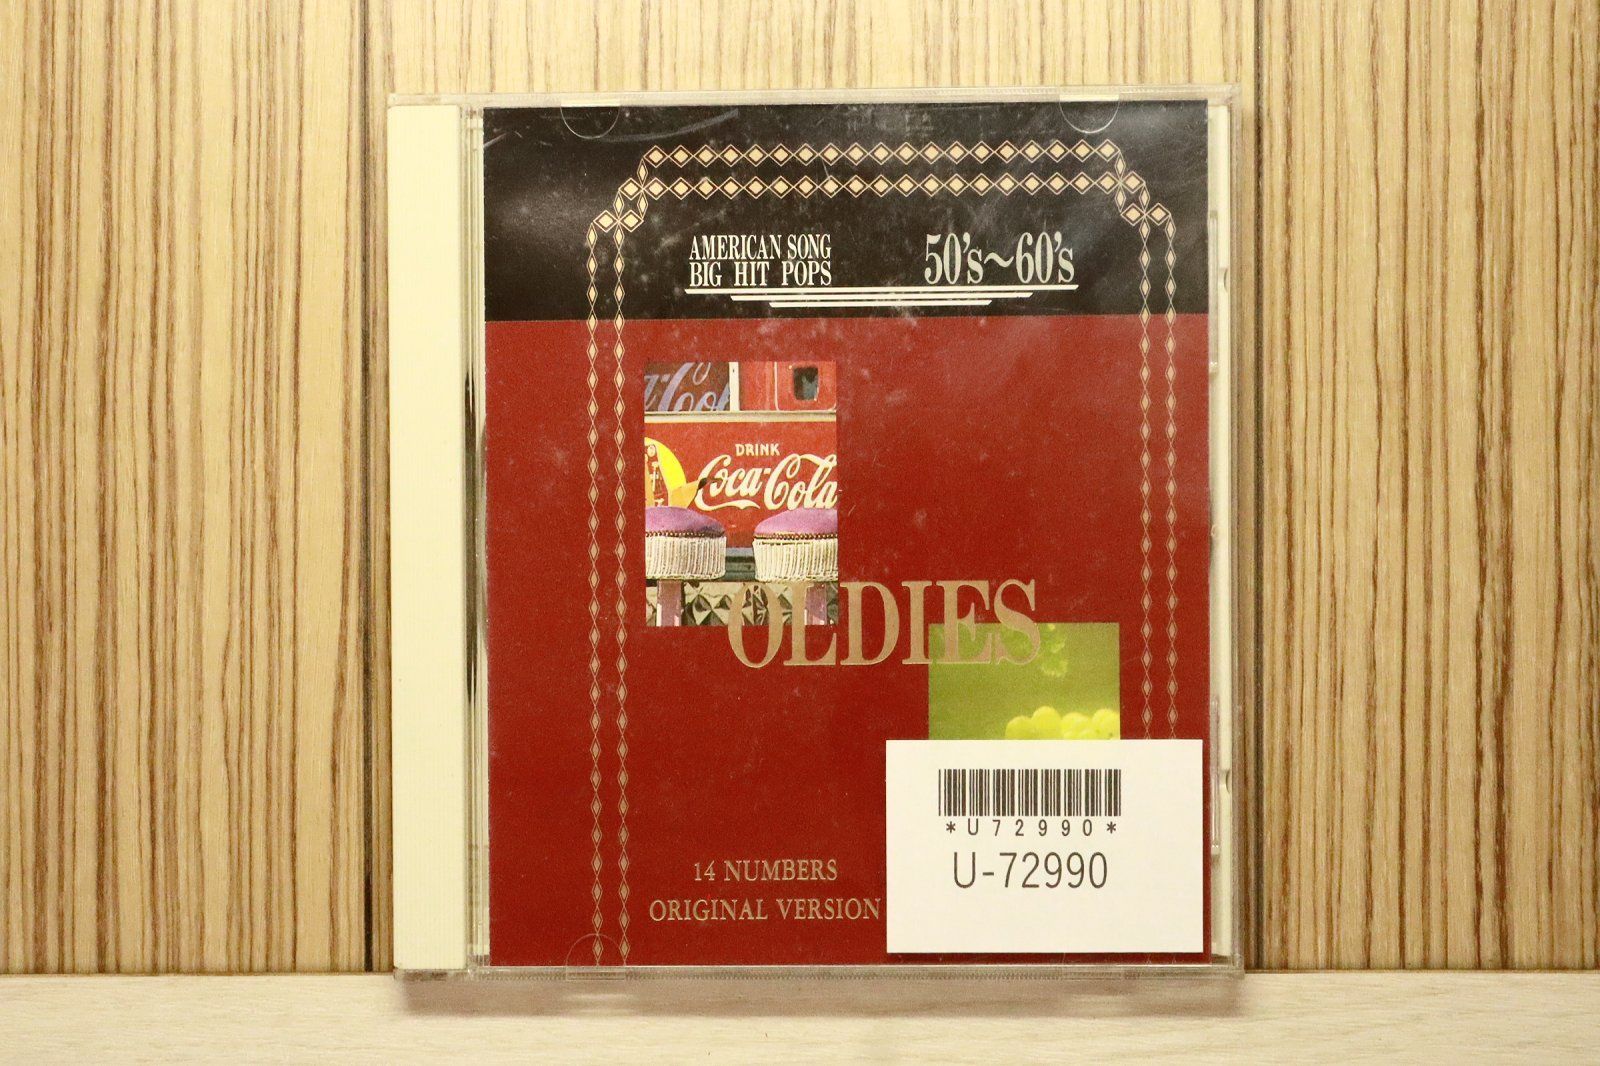 AMERICAN SONG
BIG HIT POPS
50's~60's
DRINK
Coca-Cola
OLDIES
*U72990*
U-72990
14 NUMBERS
ORIGINAL VERSION